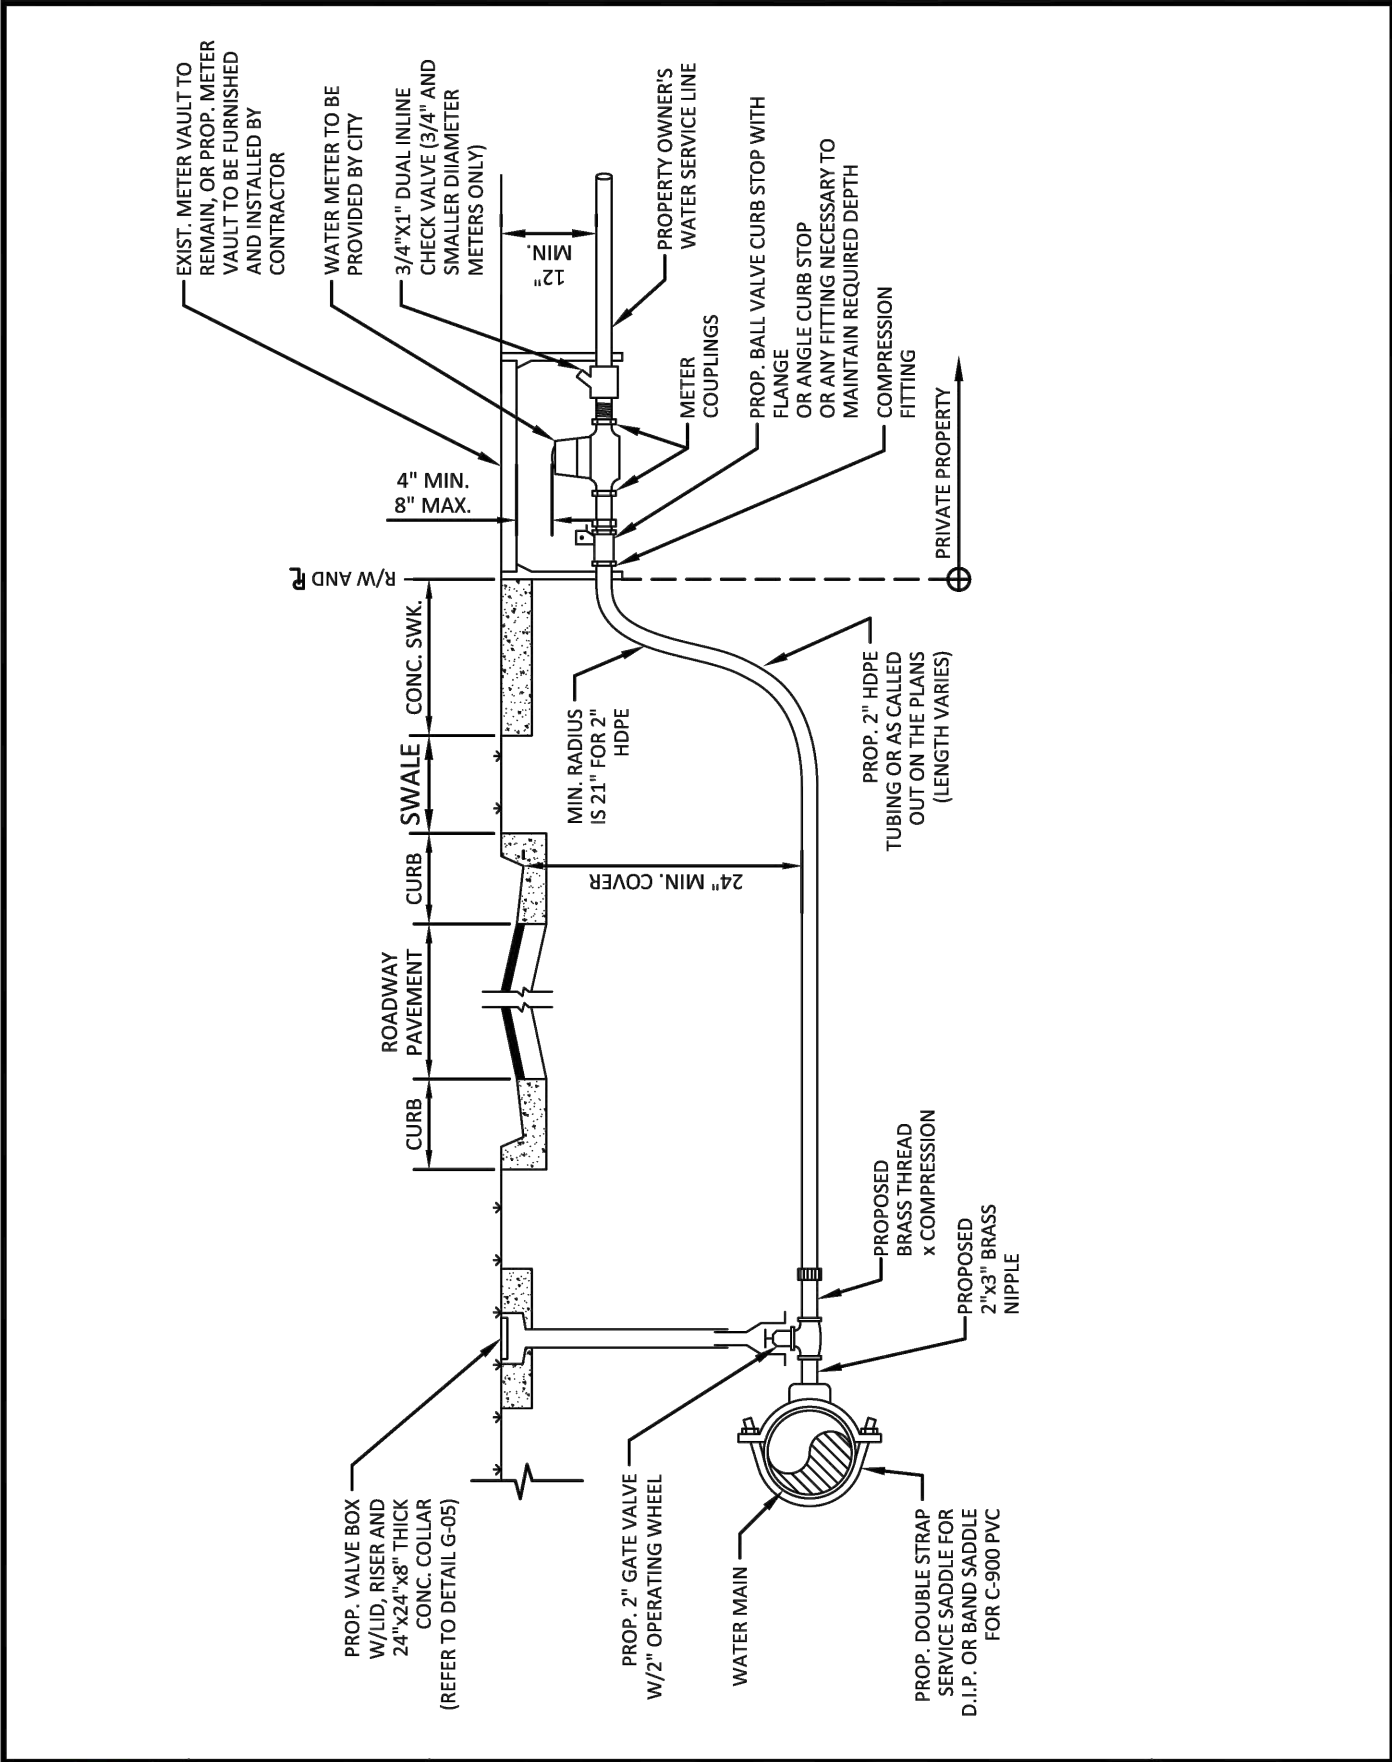 EXIST. METER VAULT TO
REMAIN, OR PROP. METER
VAULT TO BE FURNISHED
AND INSTALLED BY
CONTRACTOR
WATER METER TO BE
PROVIDED BY CITY
3/4"X1" DUAL INLINE
CHECK VALVE (3/4" AND
SMALLER DIIAMETER
METERS ONLY)
PROPERTY OWNER'S
WATER SERVICE LINE
12"
MIN.
4" MIN.
8" MAX.
METER
COUPLINGS
PROP. BALL VALVE CURB STOP WITH
FLANGE
OR ANGLE CURB STOP
OR ANY FITTING NECESSARY TO
MAINTAIN REQUIRED DEPTH
COMPRESSION
FITTING
PRIVATE PROPERTY
R/W AND PL
CONC. SWK.
SWALE
CURB
ROADWAY
PAVEMENT
CURB
MIN. RADIUS
IS 21" FOR 2"
HDPE
24" MIN. COVER
PROP. 2" HDPE
TUBING OR AS CALLED
OUT ON THE PLANS
(LENGTH VARIES)
PROPOSED
BRASS THREAD
x COMPRESSION
PROPOSED
2"x3" BRASS
NIPPLE
PROP. VALVE BOX
W/LID, RISER AND
24"x24"x8" THICK
CONC. COLLAR
(REFER TO DETAIL G-05)
PROP. 2" GATE VALVE
W/2" OPERATING WHEEL
WATER MAIN
PROP. DOUBLE STRAP
SERVICE SADDLE FOR
D.I.P. OR BAND SADDLE
FOR C-900 PVC